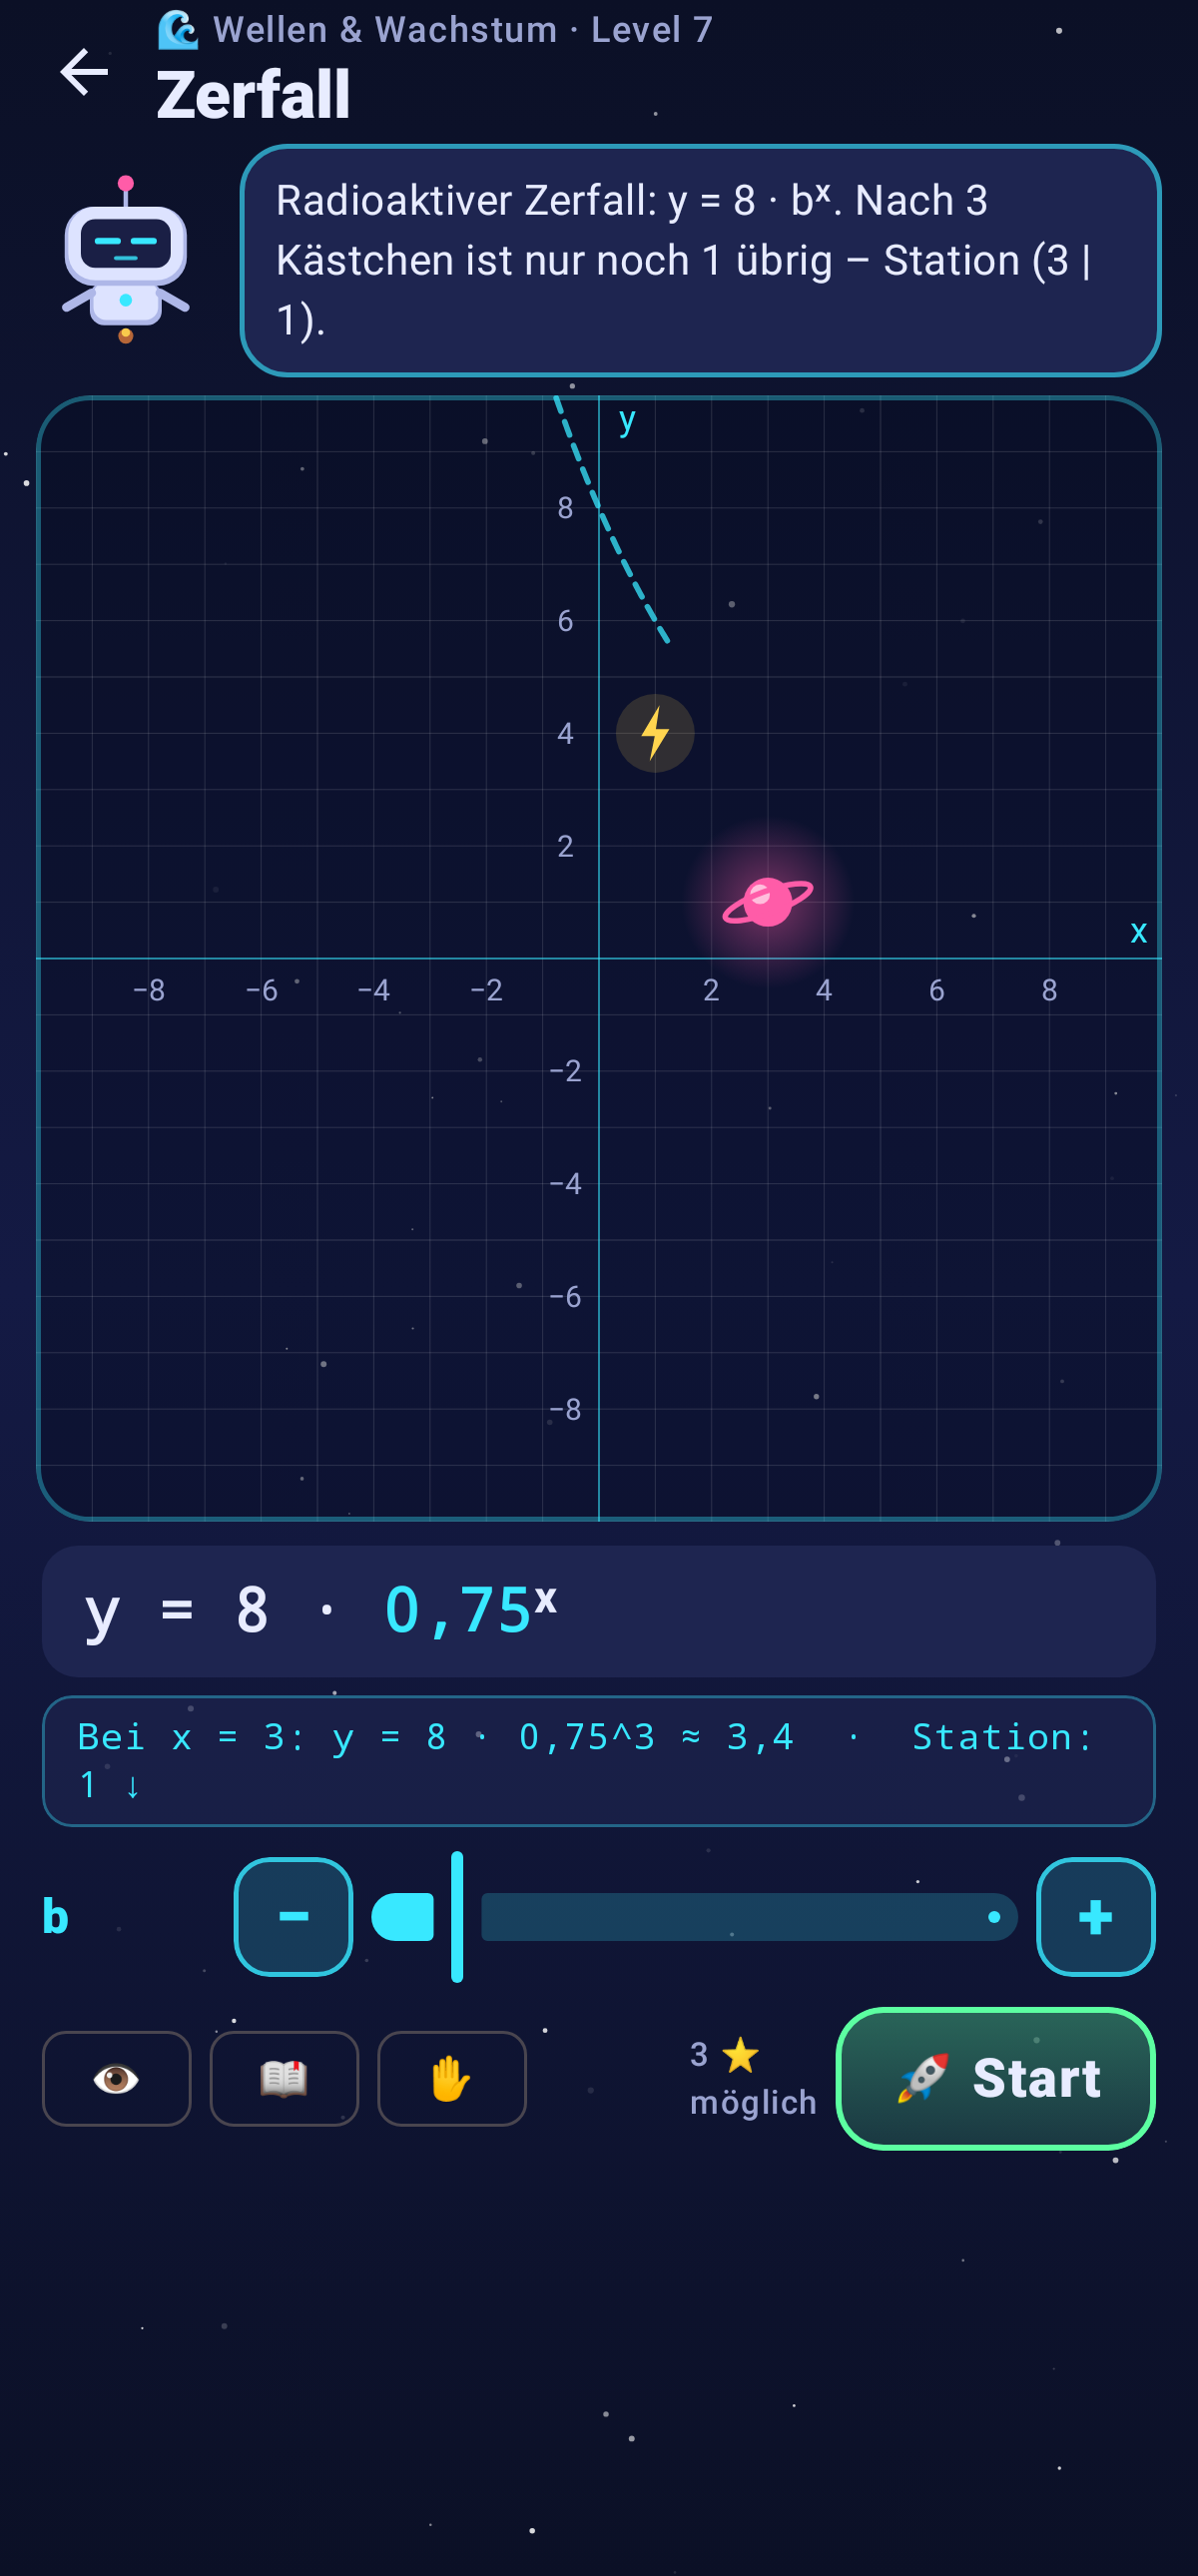 🌊 Wellen & Wachstum · Level 7
Zerfall
Radioaktiver Zerfall: y = 8 · bˣ. Nach 3
Kästchen ist nur noch 1 übrig – Station (3 |
1).
y
8
6
4
2
x
−8 −6 −4 −2 2 4 6 8
−2
−4
−6
−8
y = 8 · 0,75ˣ
Bei x = 3: y = 8 · 0,75^3 ≈ 3,4 · Station:
1 ↓
b − +
3 ⭐
möglich
🚀 Start